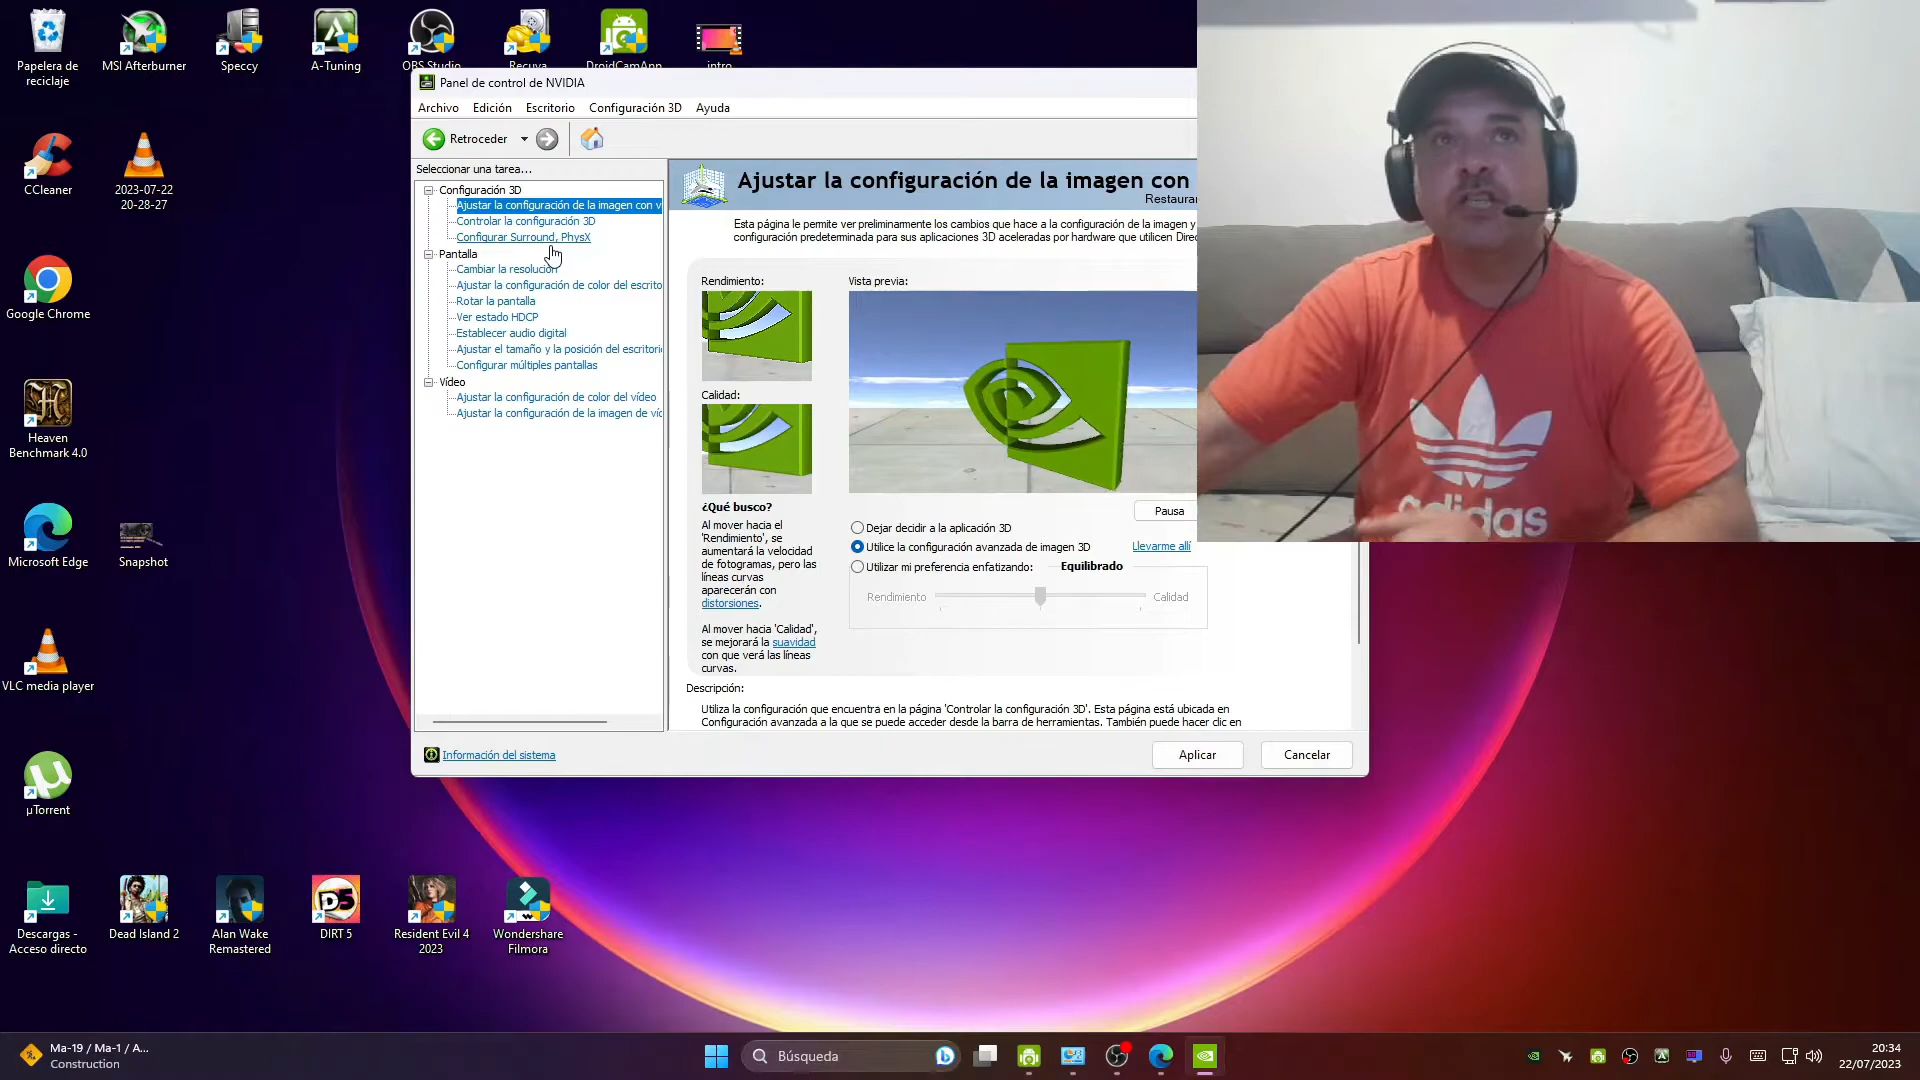 Papelera de
reciclaje
MSI Afterburner
Speccy
A-Tuning
OBS Studio
Recuva
DroidCamApp
intro
CCleaner
2023-07-22
20-28-27
Google Chrome
Heaven
Benchmark 4.0
Microsoft Edge
Snapshot
VLC media player
µTorrent
Descargas -
Acceso directo
Dead Island 2
Alan Wake
Remastered
DIRT 5
Resident Evil 4
2023
Wondershare
Filmora
Panel de control de NVIDIA
Archivo Edición Escritorio Configuración 3D Ayuda
Retroceder
Seleccionar una tarea...
Configuración 3D
Ajustar la configuración de la imagen con v
Controlar la configuración 3D
Configurar Surround, PhysX
Pantalla
Cambiar la resolución
Ajustar la configuración de color del escrito
Rotar la pantalla
Ver estado HDCP
Establecer audio digital
Ajustar el tamaño y la posición del escritori
Configurar múltiples pantallas
Vídeo
Ajustar la configuración de color del vídeo
Ajustar la configuración de la imagen de víd
Información del sistema
Ajustar la configuración de la imagen con
Restaurar
Esta página le permite ver preliminarmente los cambios que hace a la configuración de la imagen y
configuración predeterminada para sus aplicaciones 3D aceleradas por hardware que utilicen Direc
Rendimiento:
Calidad:
Vista previa:
¿Qué busco?
Al mover hacia el
'Rendimiento', se
aumentará la velocidad
de fotogramas, pero las
líneas curvas
aparecerán con
distorsiones.
Al mover hacia 'Calidad',
se mejorará la suavidad
con que verá las líneas
curvas.
Pausa
Dejar decidir a la aplicación 3D
Utilice la configuración avanzada de imagen 3D Llevarme allí
Utilizar mi preferencia enfatizando: Equilibrado
Rendimiento Calidad
Descripción:
Utiliza la configuración que encuentra en la página 'Controlar la configuración 3D'. Esta página está ubicada en
Configuración avanzada a la que se puede acceder desde la barra de herramientas. También puede hacer clic en
Aplicar Cancelar
adidas
Ma-19 / Ma-1 / A...
Construction
Búsqueda
20:34
22/07/2023